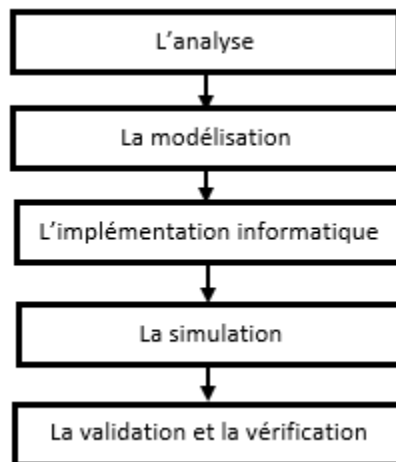 L'analyse
La modélisation
L'implémentation informatique
La simulation
La validation et la vérification